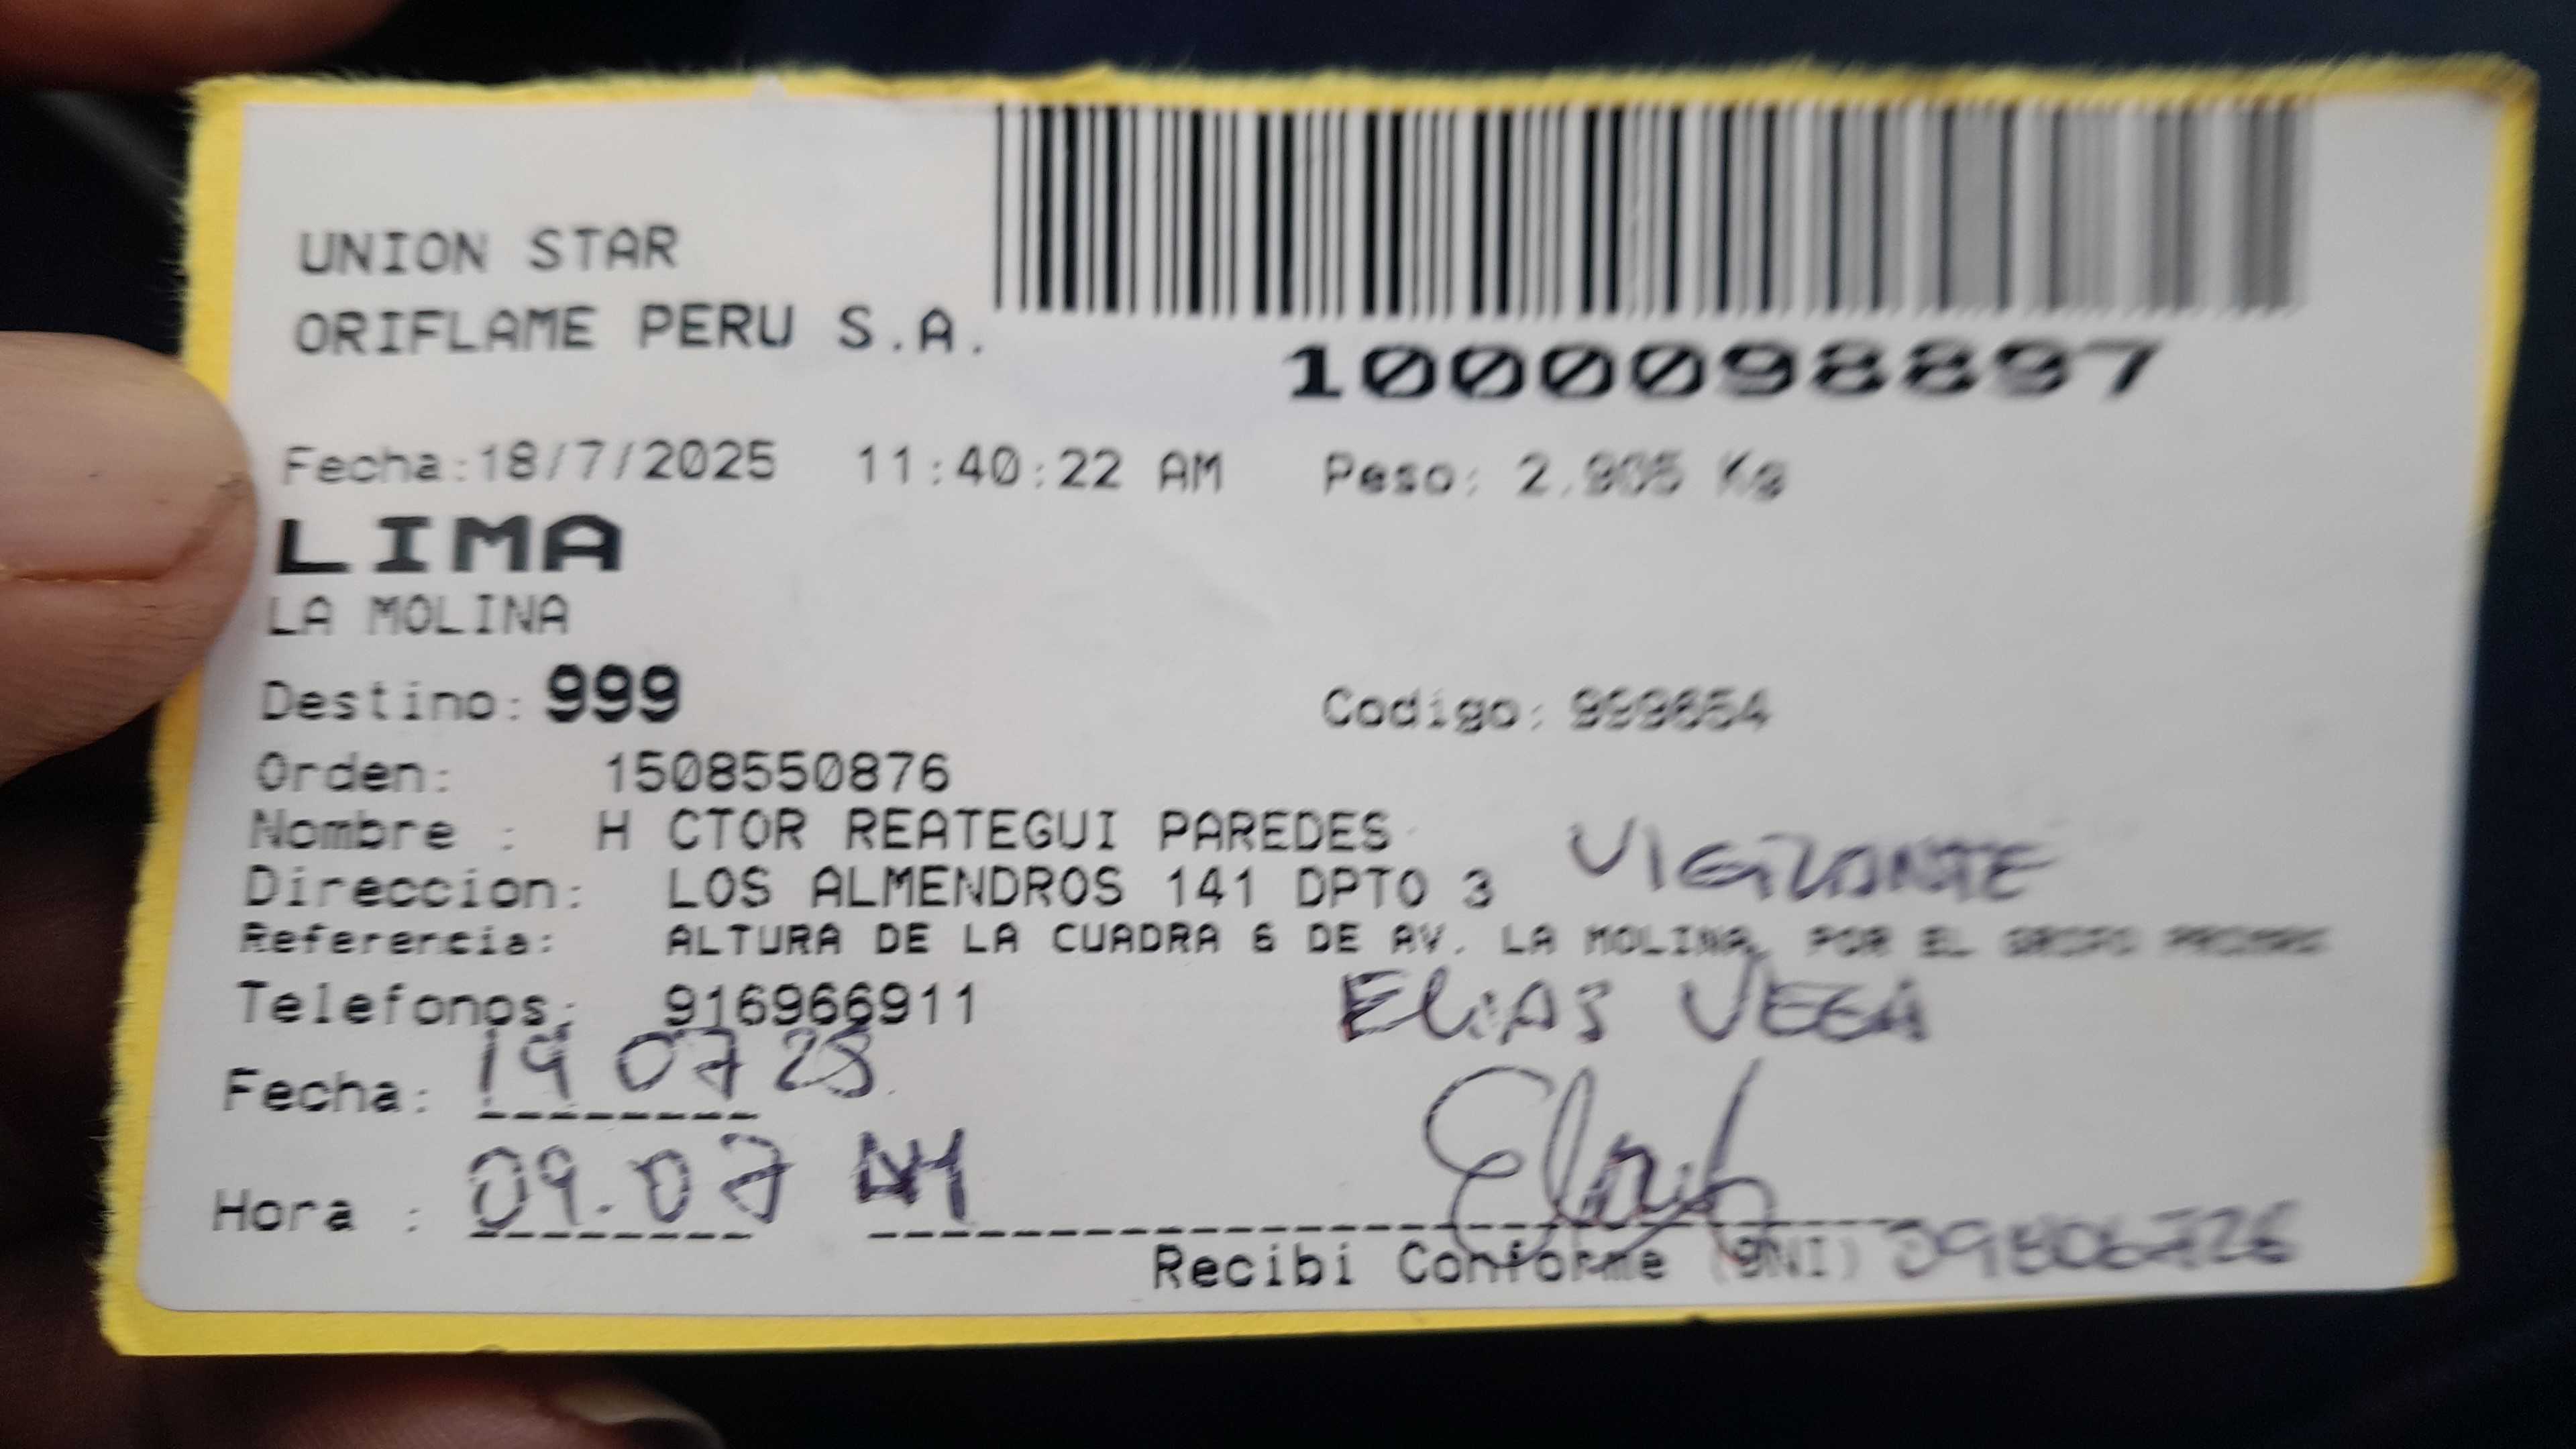 UNION STAR
ORIFLAME PERU S.A.
1000098897
Fecha:18/7/2025 11:40:22 AM Peso: 2.905 Kg
LIMA
LA MOLINA
Destino: 999 Codigo: 999654
Orden: 1508550876
Nombre : H CTOR REATEGUI PAREDES
VIGILANTE
Direccion: LOS ALMENDROS 141 DPTO 3
Referencia: ALTURA DE LA CUADRA 6 DE AV. LA MOLINA, POR EL GRIFO
Telefonos: 916966911
ELIAS VEGA
Fecha: 19 07 25
Hora : 09.07 AM
Recibi Conforme (DNI) 09806726